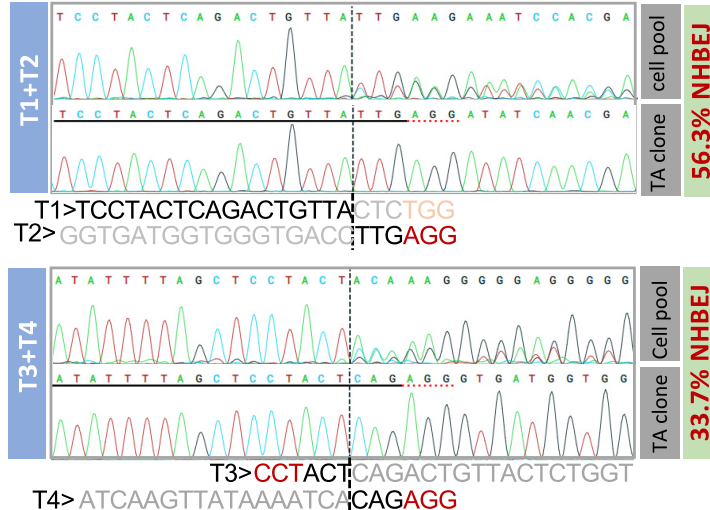 T1+T2
T C C T A C T C A G A C T G T T A T T G A A G A A A T C C A C G A
cell pool
T C C T A C T C A G A C T G T T A T T G A G G A T A T C A A C G A
TA clone
56.3% NHBEJ
T1>TCCTACTCAGACTGTTACTCTGG
T2>GGTGATGGTGGGTGACCTTGAGG
T3+T4
A T A T T T T A G C T C C T A C T A C A A A G G G G G A G G G G G
Cell pool
A T A T T T T A G C T C C T A C T C A G A G G G T G A T G G T G G
TA clone
33.7% NHBEJ
T3>CCTACTCAGACTGTTACTCTGGT
T4>ATCAAGTTATAAAATCACAGAGG